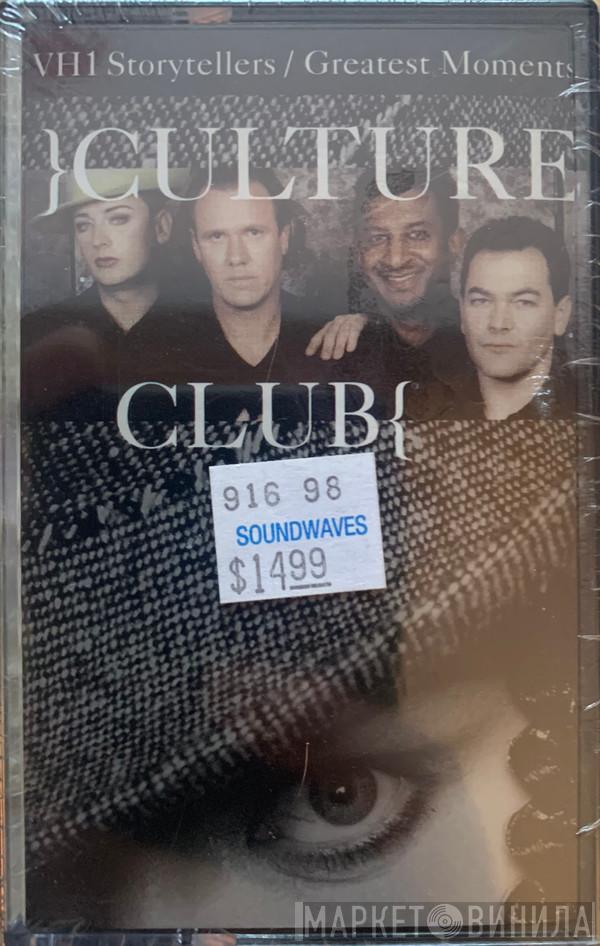 VH1 Storytellers / Greatest Moments
}CULTURE
CLUB{
916 98
SOUNDWAVES
$1499
МАРКЕТ ВИНИЛА